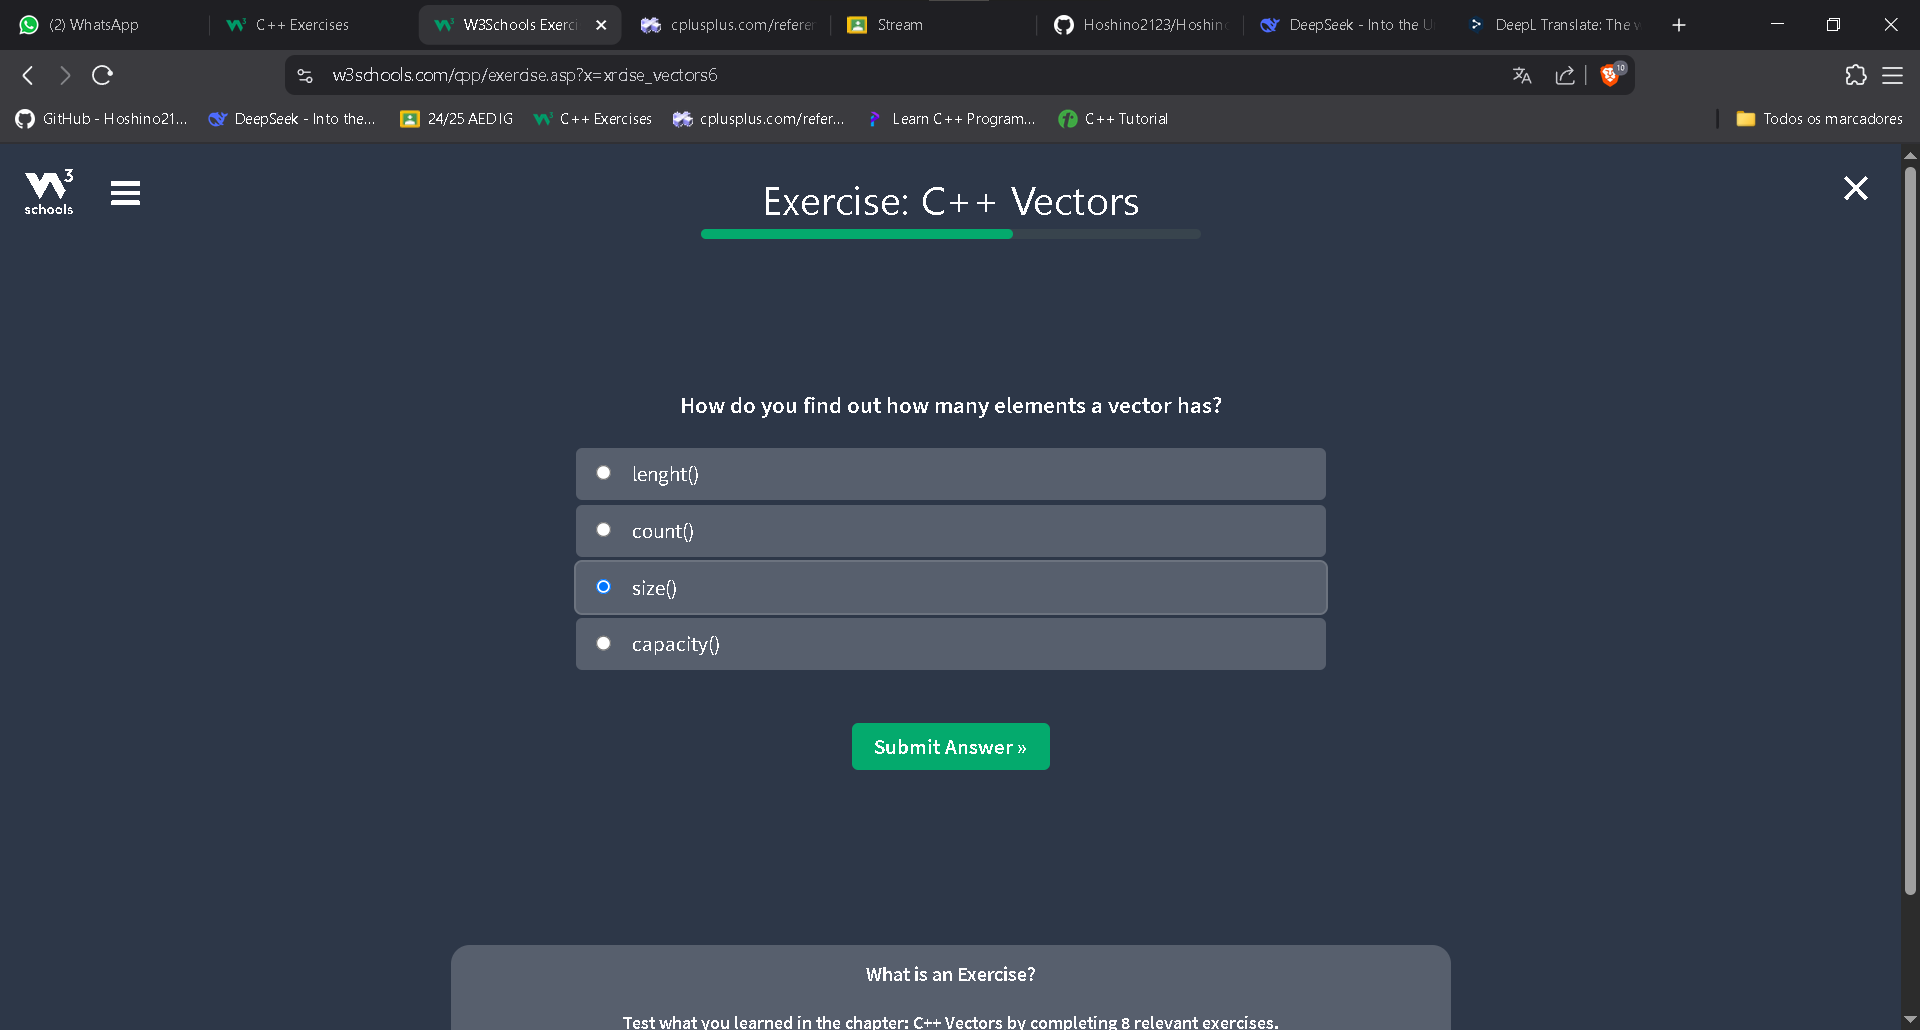 (2) WhatsApp
C++ Exercises
W3Schools Exerci
cplusplus.com/referer
Stream
Hoshino2123/Hoshino
DeepSeek - Into the U
DeepL Translate: The w
w3schools.com/cpp/exercise.asp?x=xrcise_vectors6
10
GitHub - Hoshino21...
DeepSeek - Into the...
24/25 AEDIG
C++ Exercises
cplusplus.com/refer...
Learn C++ Program...
C++ Tutorial
Todos os marcadores
W3
schools
Exercise: C++ Vectors
How do you find out how many elements a vector has?
lenght()
count()
size()
capacity()
Submit Answer »
What is an Exercise?
Test what you learned in the chapter: C++ Vectors by completing 8 relevant exercises.